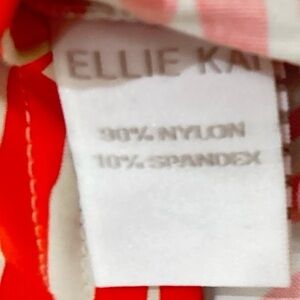 ELLIE KAI
90% NYLON
10% SPANDEX